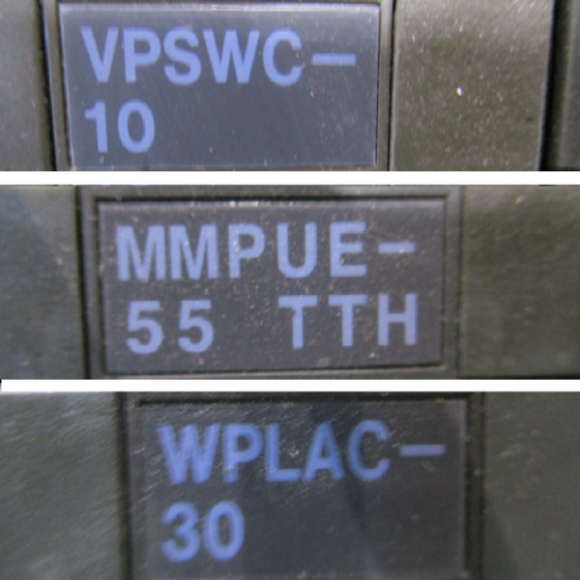 VPSWC-
10
MMPUE-
55 TTH
WPLAC-
30